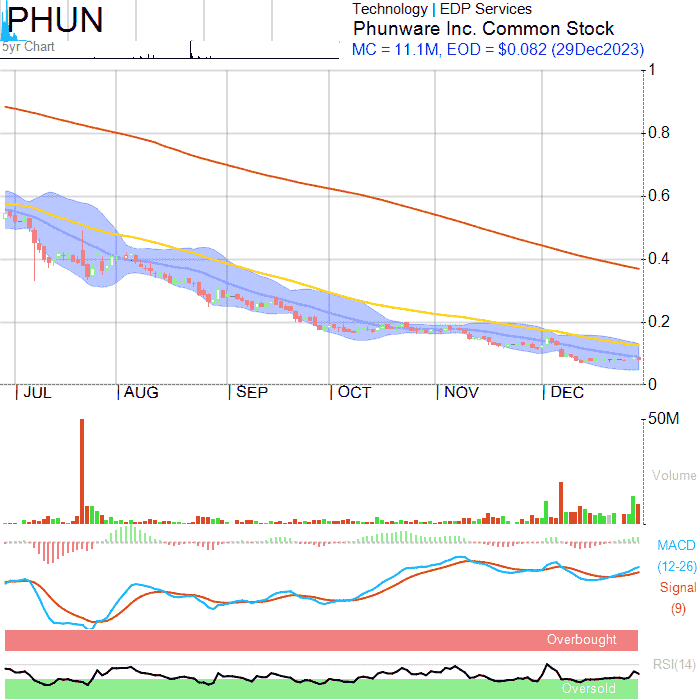 PHUN
Technology | EDP Services
Phunware Inc. Common Stock
MC = 11.1M, EOD = $0.082 (29Dec2023)
5yr Chart
1
0.8
0.6
0.4
0.2
0
JUL AUG SEP OCT NOV DEC
50M
Volume
MACD
(12-26)
Signal
(9)
Overbought
RSI(14)
Oversold